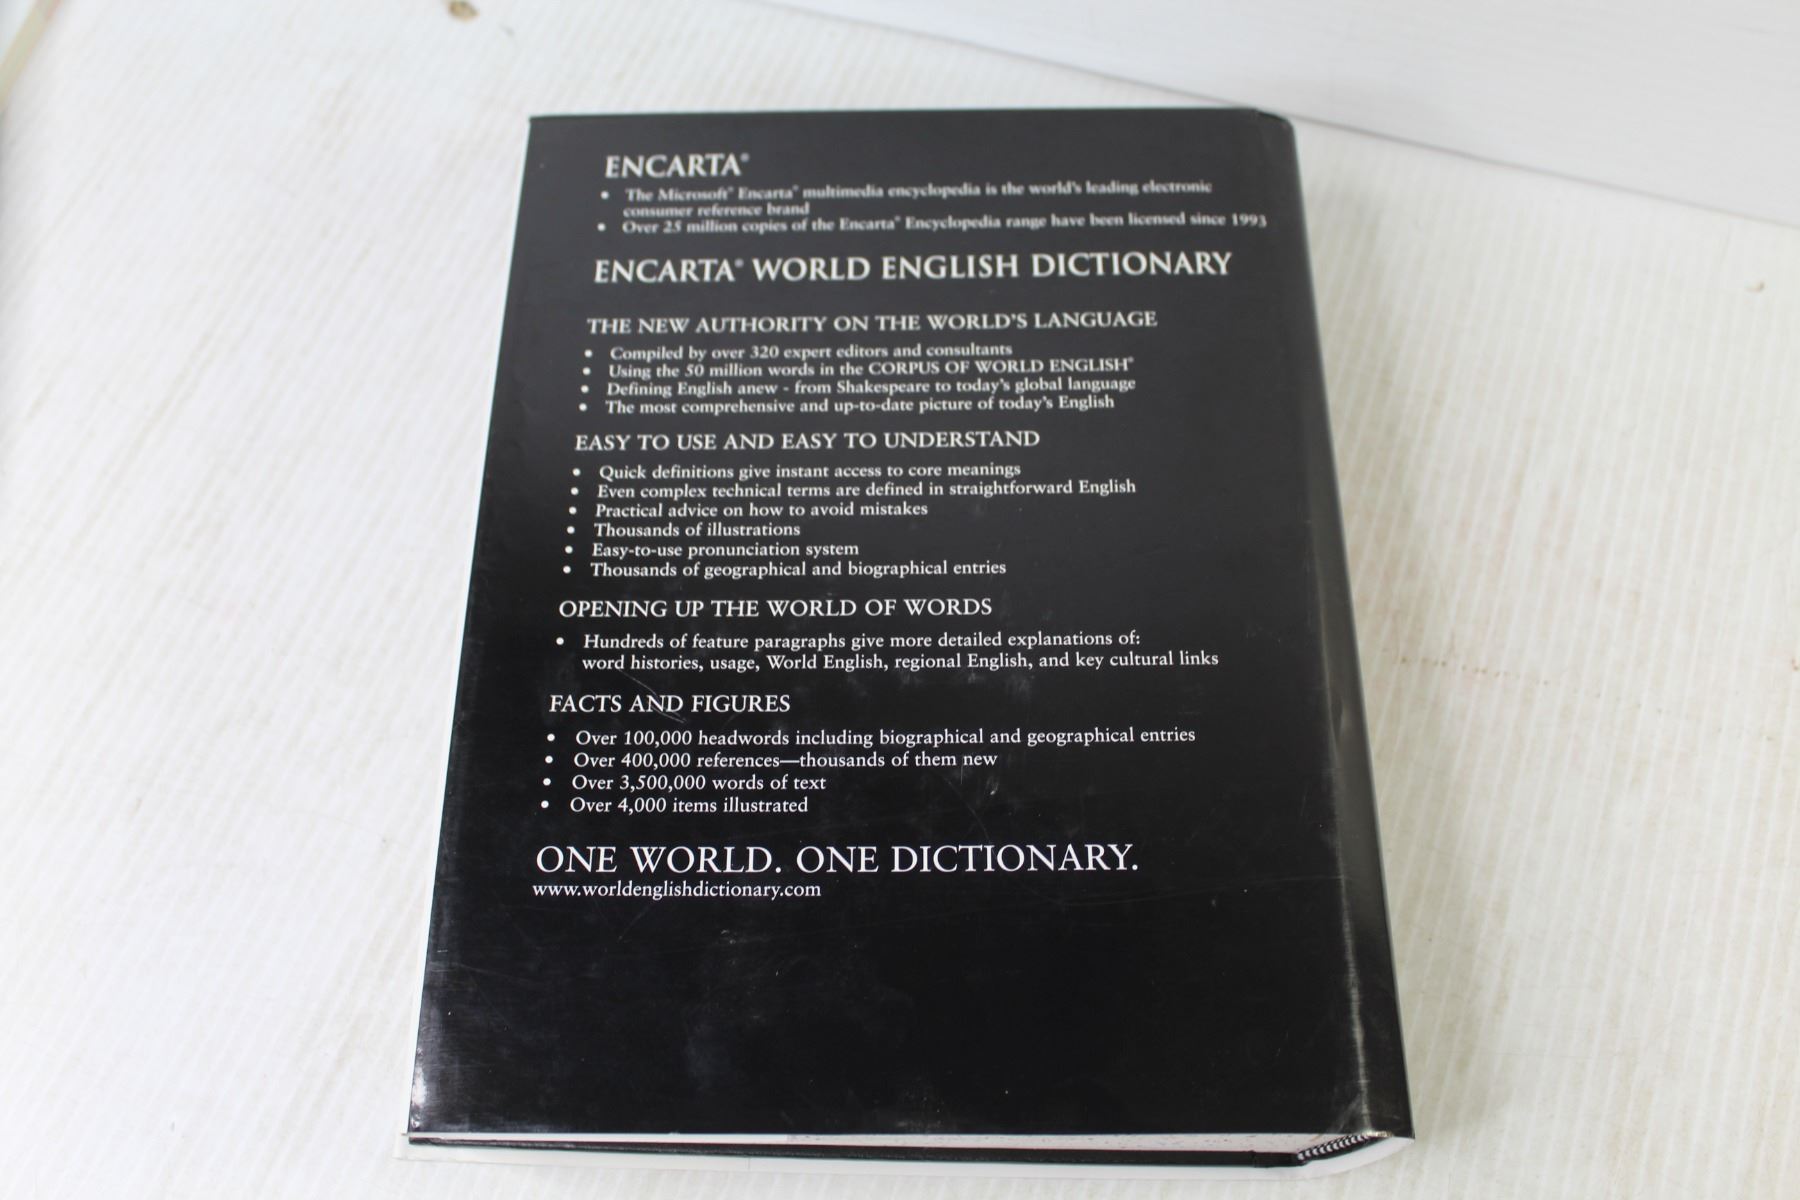 ENCARTA®
• The Microsoft® Encarta® multimedia encyclopedia is the world's leading electronic
consumer reference brand
• Over 25 million copies of the Encarta® Encyclopedia range have been licensed since 1993
ENCARTA® WORLD ENGLISH DICTIONARY
THE NEW AUTHORITY ON THE WORLD'S LANGUAGE
• Compiled by over 320 expert editors and consultants
• Using the 50 million words in the CORPUS OF WORLD ENGLISH®
• Defining English anew - from Shakespeare to today's global language
• The most comprehensive and up-to-date picture of today's English
EASY TO USE AND EASY TO UNDERSTAND
• Quick definitions give instant access to core meanings
• Even complex technical terms are defined in straightforward English
• Practical advice on how to avoid mistakes
• Thousands of illustrations
• Easy-to-use pronunciation system
• Thousands of geographical and biographical entries
OPENING UP THE WORLD OF WORDS
• Hundreds of feature paragraphs give more detailed explanations of:
word histories, usage, World English, regional English, and key cultural links
FACTS AND FIGURES
• Over 100,000 headwords including biographical and geographical entries
• Over 400,000 references—thousands of them new
• Over 3,500,000 words of text
• Over 4,000 items illustrated
ONE WORLD. ONE DICTIONARY.
www.worldenglishdictionary.com